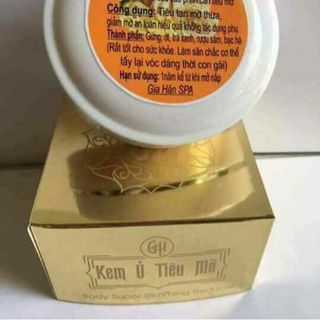 Công dụng: Tiêu tan mỡ thừa,
giảm mỡ an toàn hiệu quả không tác dụng phụ
Thành phần: Gừng, ớt, trà xanh, rượu sâm, bạc hà
(Rất tốt cho sức khỏe. Làm săn chắc cơ thể
lấy lại vóc dáng thời con gái)
Hạn sử dụng: 1năm kể từ khi mở nắp
Gia Hân SPA
GH
Kem Ủ Tiêu Mỡ
Body Super Slimming